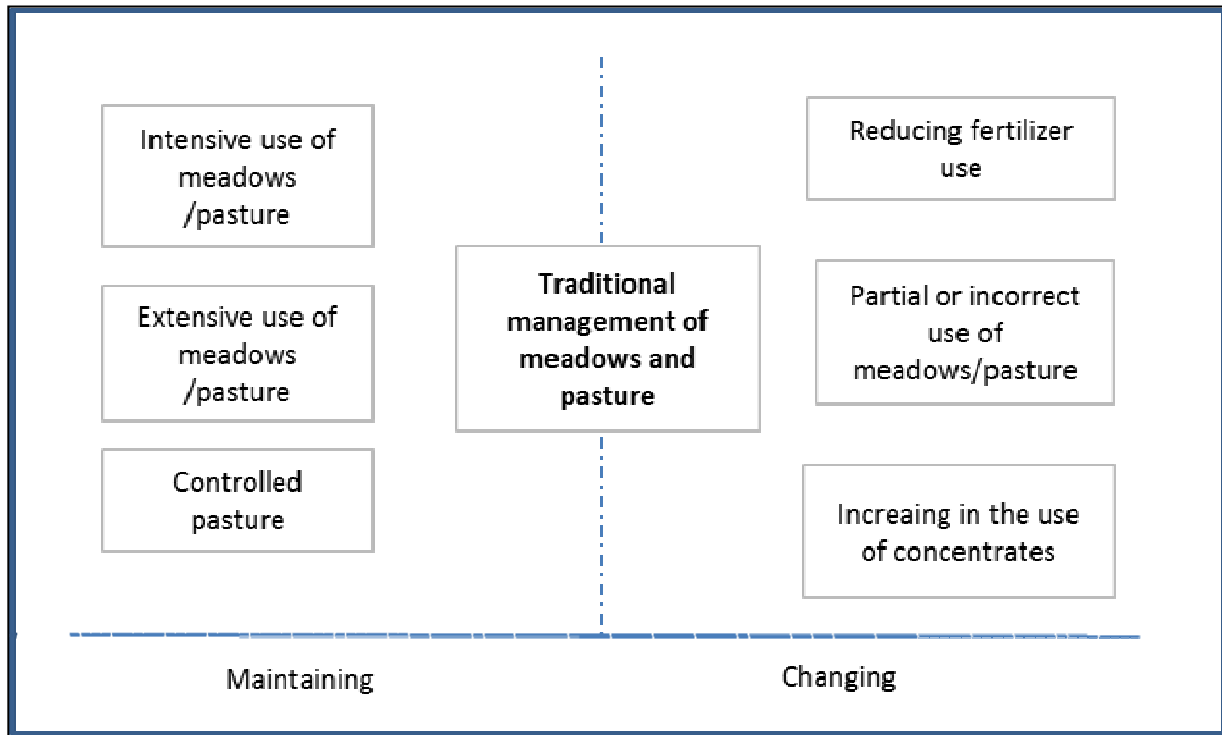 Intensive use of
meadows
/pasture
Extensive use of
meadows
/pasture
Controlled
pasture
Traditional
management of
meadows and
pasture
Reducing fertilizer
use
Partial or incorrect
use of
meadows/pasture
Increaing in the use
of concentrates
Maintaining
Changing